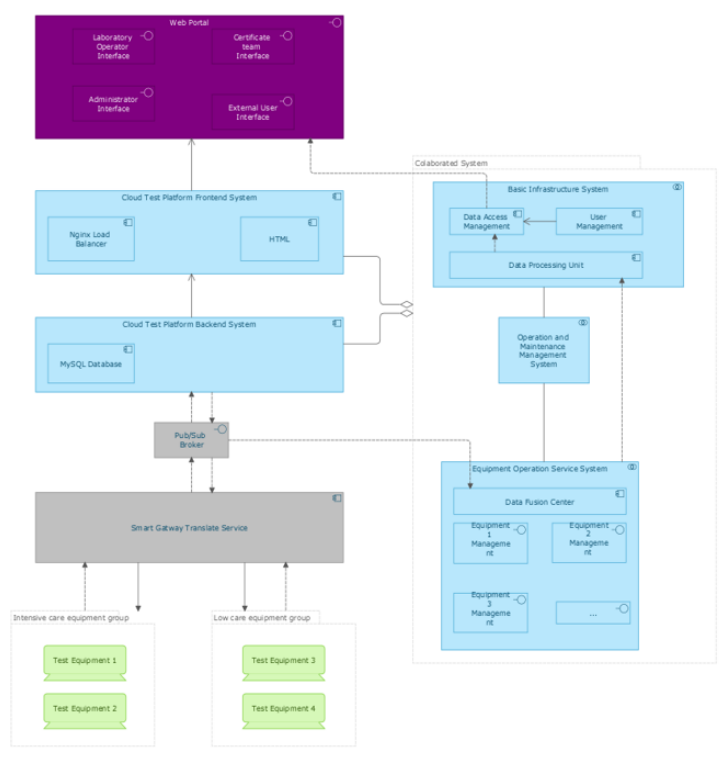 Web Portal
Laboratory
Operator
Interface
Certificate
team
Interface
Administrator
Interface
External User
Interface
Colaborated System
Cloud Test Platform Frontend System
Nginx Load
Balancer
HTML
Basic Infrastructure System
Data Access
Management
User
Management
Data Processing Unit
Cloud Test Platform Backend System
MySQL Database
Operation and
Maintenance
Management
System
Pub/Sub
Broker
Equipment Operation Service System
Data Fusion Center
Equipment
1
Manageme
nt
Equipment
2
Manageme
nt
Equipment
3
Manageme
nt
...
Smart Gatway Translate Service
Intensive care equipment group
Test Equipment 1
Test Equipment 2
Low care equipment group
Test Equipment 3
Test Equipment 4